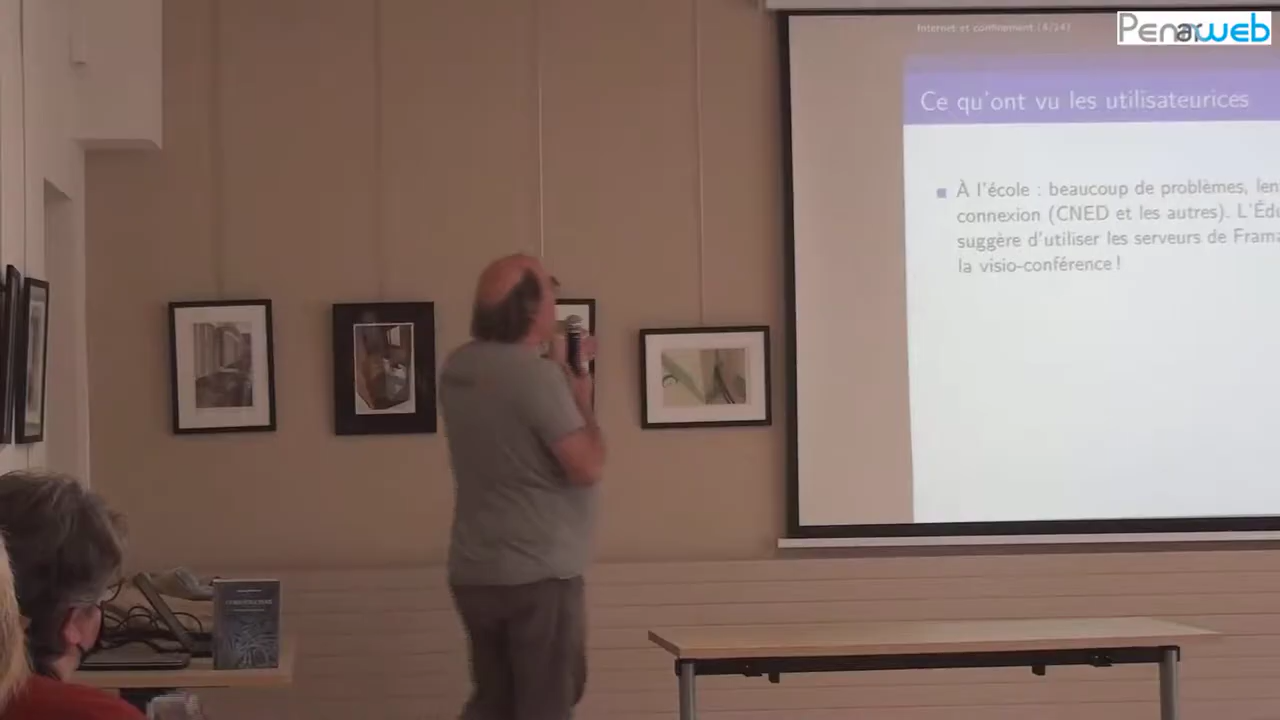 Internet et confinement (4/24)
Penarweb
Ce qu'ont vu les utilisateurices
À l'école : beaucoup de problèmes, len
connexion (CNED et les autres). L'Édu
suggère d'utiliser les serveurs de Frama
la visio-conférence !